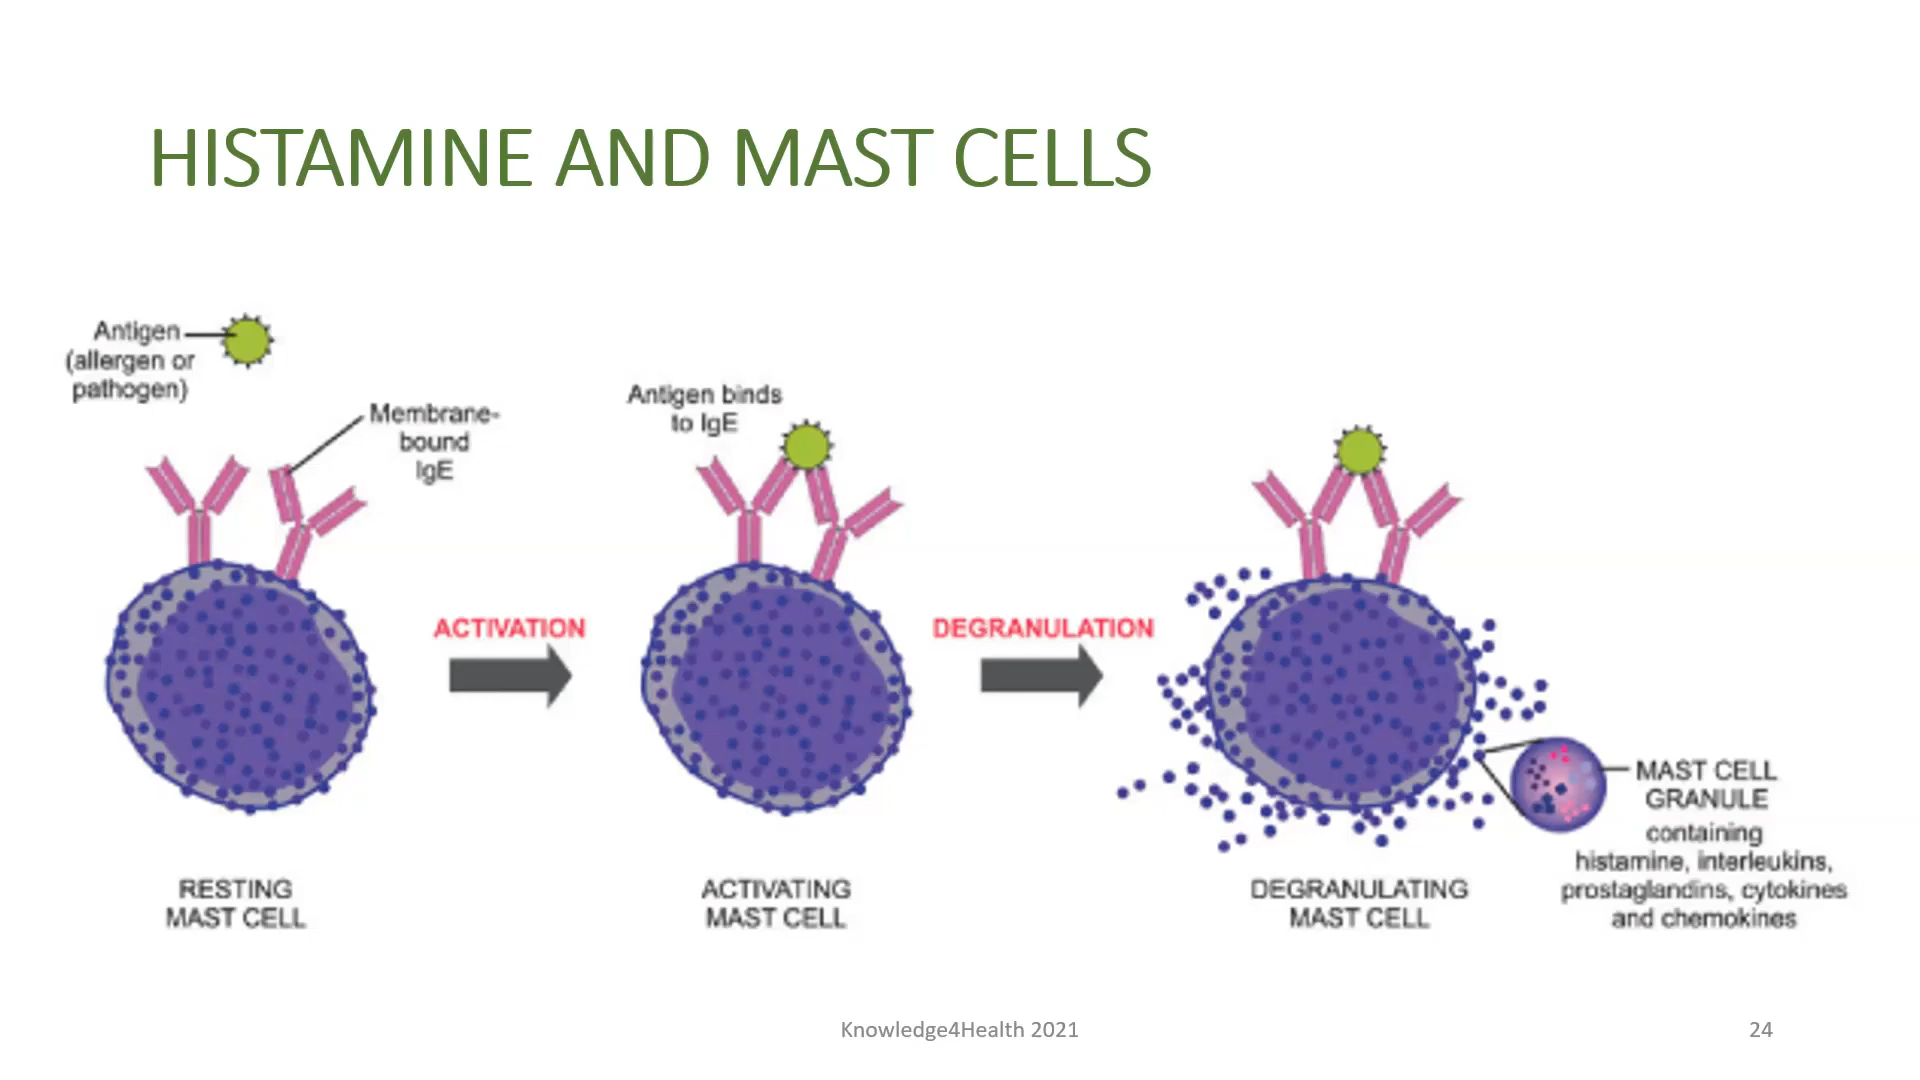 HISTAMINE AND MAST CELLS
Antigen
(allergen or
pathogen)
Membrane-
bound
IgE
Antigen binds
to IgE
ACTIVATION
DEGRANULATION
MAST CELL
GRANULE
containing
histamine, interleukins,
prostaglandins, cytokines
and chemokines
RESTING
MAST CELL
ACTIVATING
MAST CELL
DEGRANULATING
MAST CELL
Knowledge4Health 2021
24